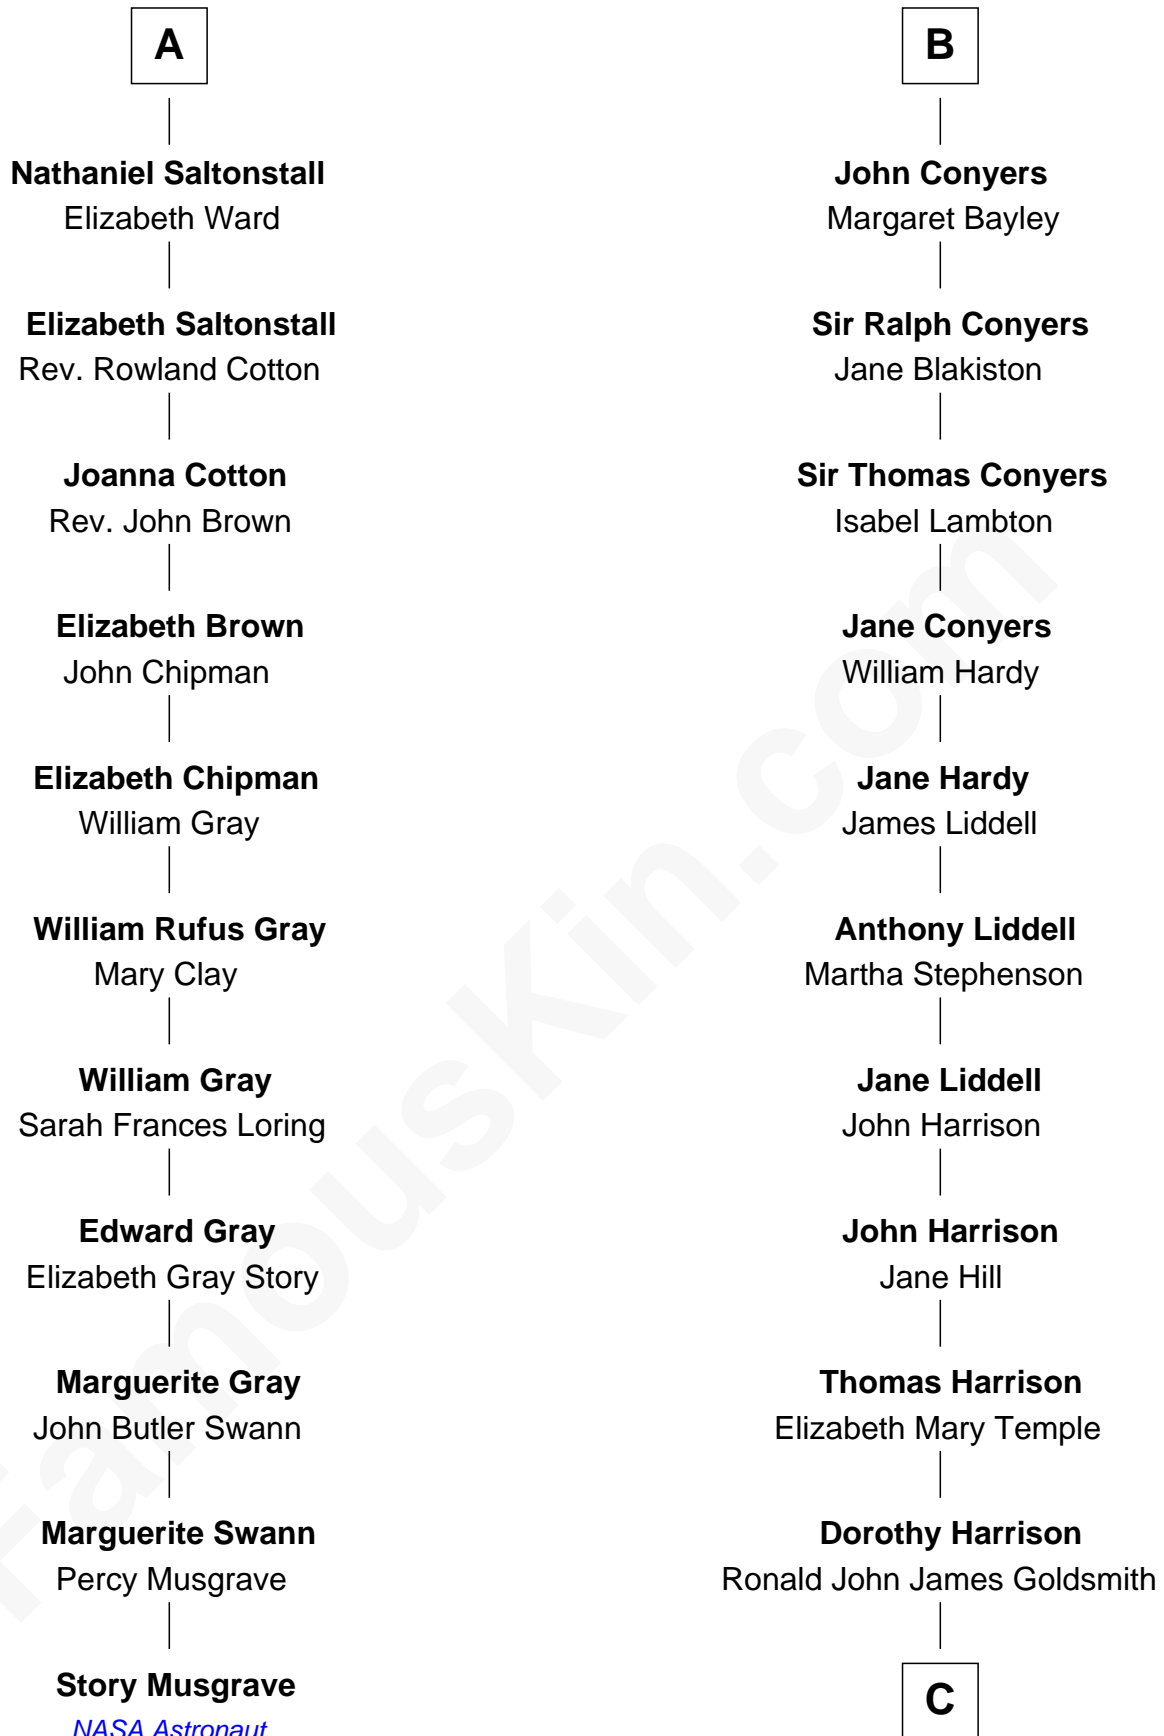 A
Nathaniel Saltonstall
Elizabeth Ward
Elizabeth Saltonstall
Rev. Rowland Cotton
Joanna Cotton
Rev. John Brown
Elizabeth Brown
John Chipman
Elizabeth Chipman
William Gray
William Rufus Gray
Mary Clay
William Gray
Sarah Frances Loring
Edward Gray
Elizabeth Gray Story
Marguerite Gray
John Butler Swann
Marguerite Swann
Percy Musgrave
Story Musgrave
NASA Astronaut
B
John Conyers
Margaret Bayley
Sir Ralph Conyers
Jane Blakiston
Sir Thomas Conyers
Isabel Lambton
Jane Conyers
William Hardy
Jane Hardy
James Liddell
Anthony Liddell
Martha Stephenson
Jane Liddell
John Harrison
John Harrison
Jane Hill
Thomas Harrison
Elizabeth Mary Temple
Dorothy Harrison
Ronald John James Goldsmith
C
FamousKin.com